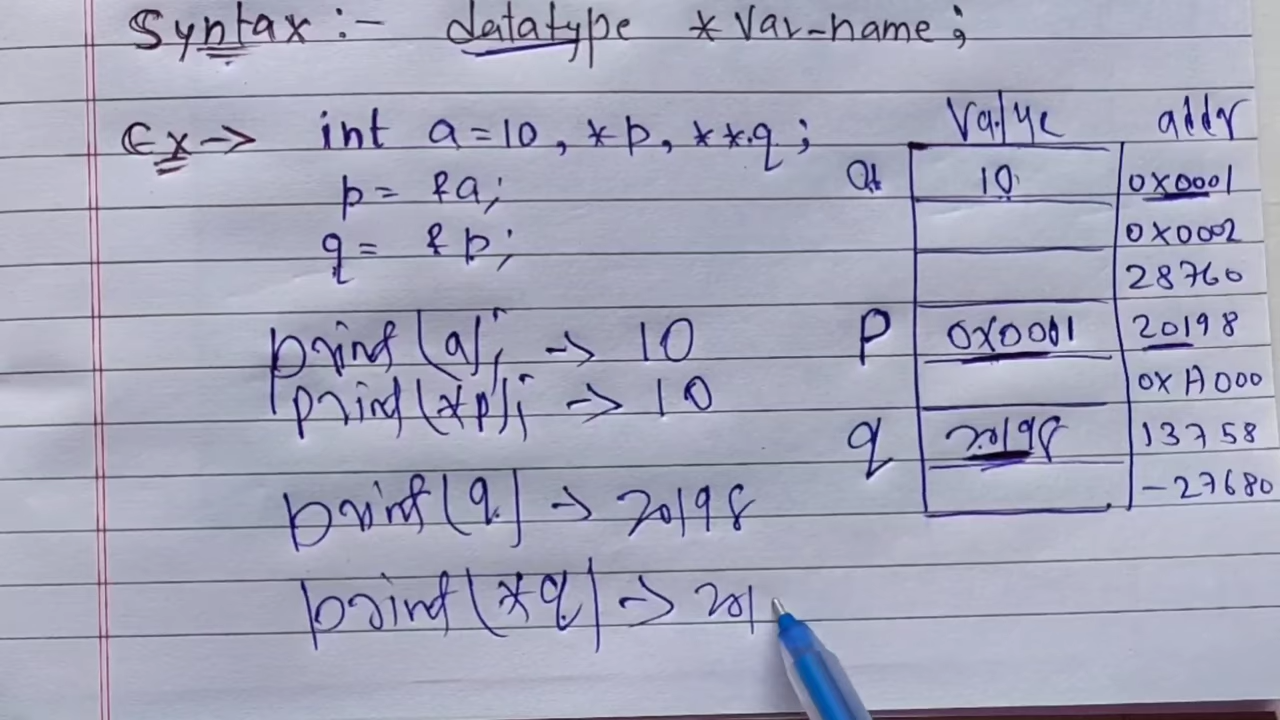 Syntax :- datatype *var-name;
Value addr
Ex -> int a=10, *p, **q;
a 10 0x0001
p = &a;
0x0002
q = &p;
28760
printf(a); -> 10
p 0x0001 20198
printf(*p); -> 10
0xA000
q 20198 13758
printf(q) -> 20198
-27680
printf(*q) -> 201